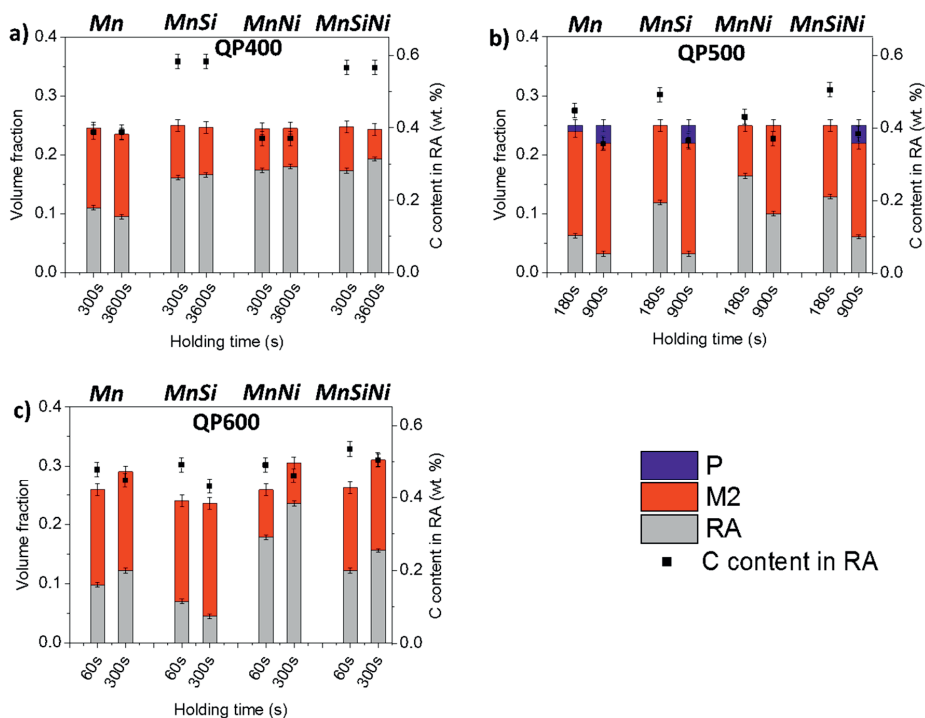 Mn MnSi MnNi MnSiNi
a) QP400
0.4
0.3
0.2
0.1
0.0
Volume fraction
0.6
0.4
0.2
0.0
C content in RA (wt. %)
300s 3600s 300s 3600s 300s 3600s 300s 3600s
Holding time (s)
Mn MnSi MnNi MnSiNi
b) QP500
0.4
0.3
0.2
0.1
0.0
Volume fraction
0.6
0.4
0.2
0.0
C content in RA (wt. %)
180s 900s 180s 900s 180s 900s 180s 900s
Holding time (s)
Mn MnSi MnNi MnSiNi
c) QP600
0.4
0.3
0.2
0.1
0.0
Volume fraction
0.6
0.4
0.2
0.0
C content in RA (wt. %)
60s 300s 60s 300s 60s 300s 60s 300s
Holding time (s)
P
M2
RA
C content in RA